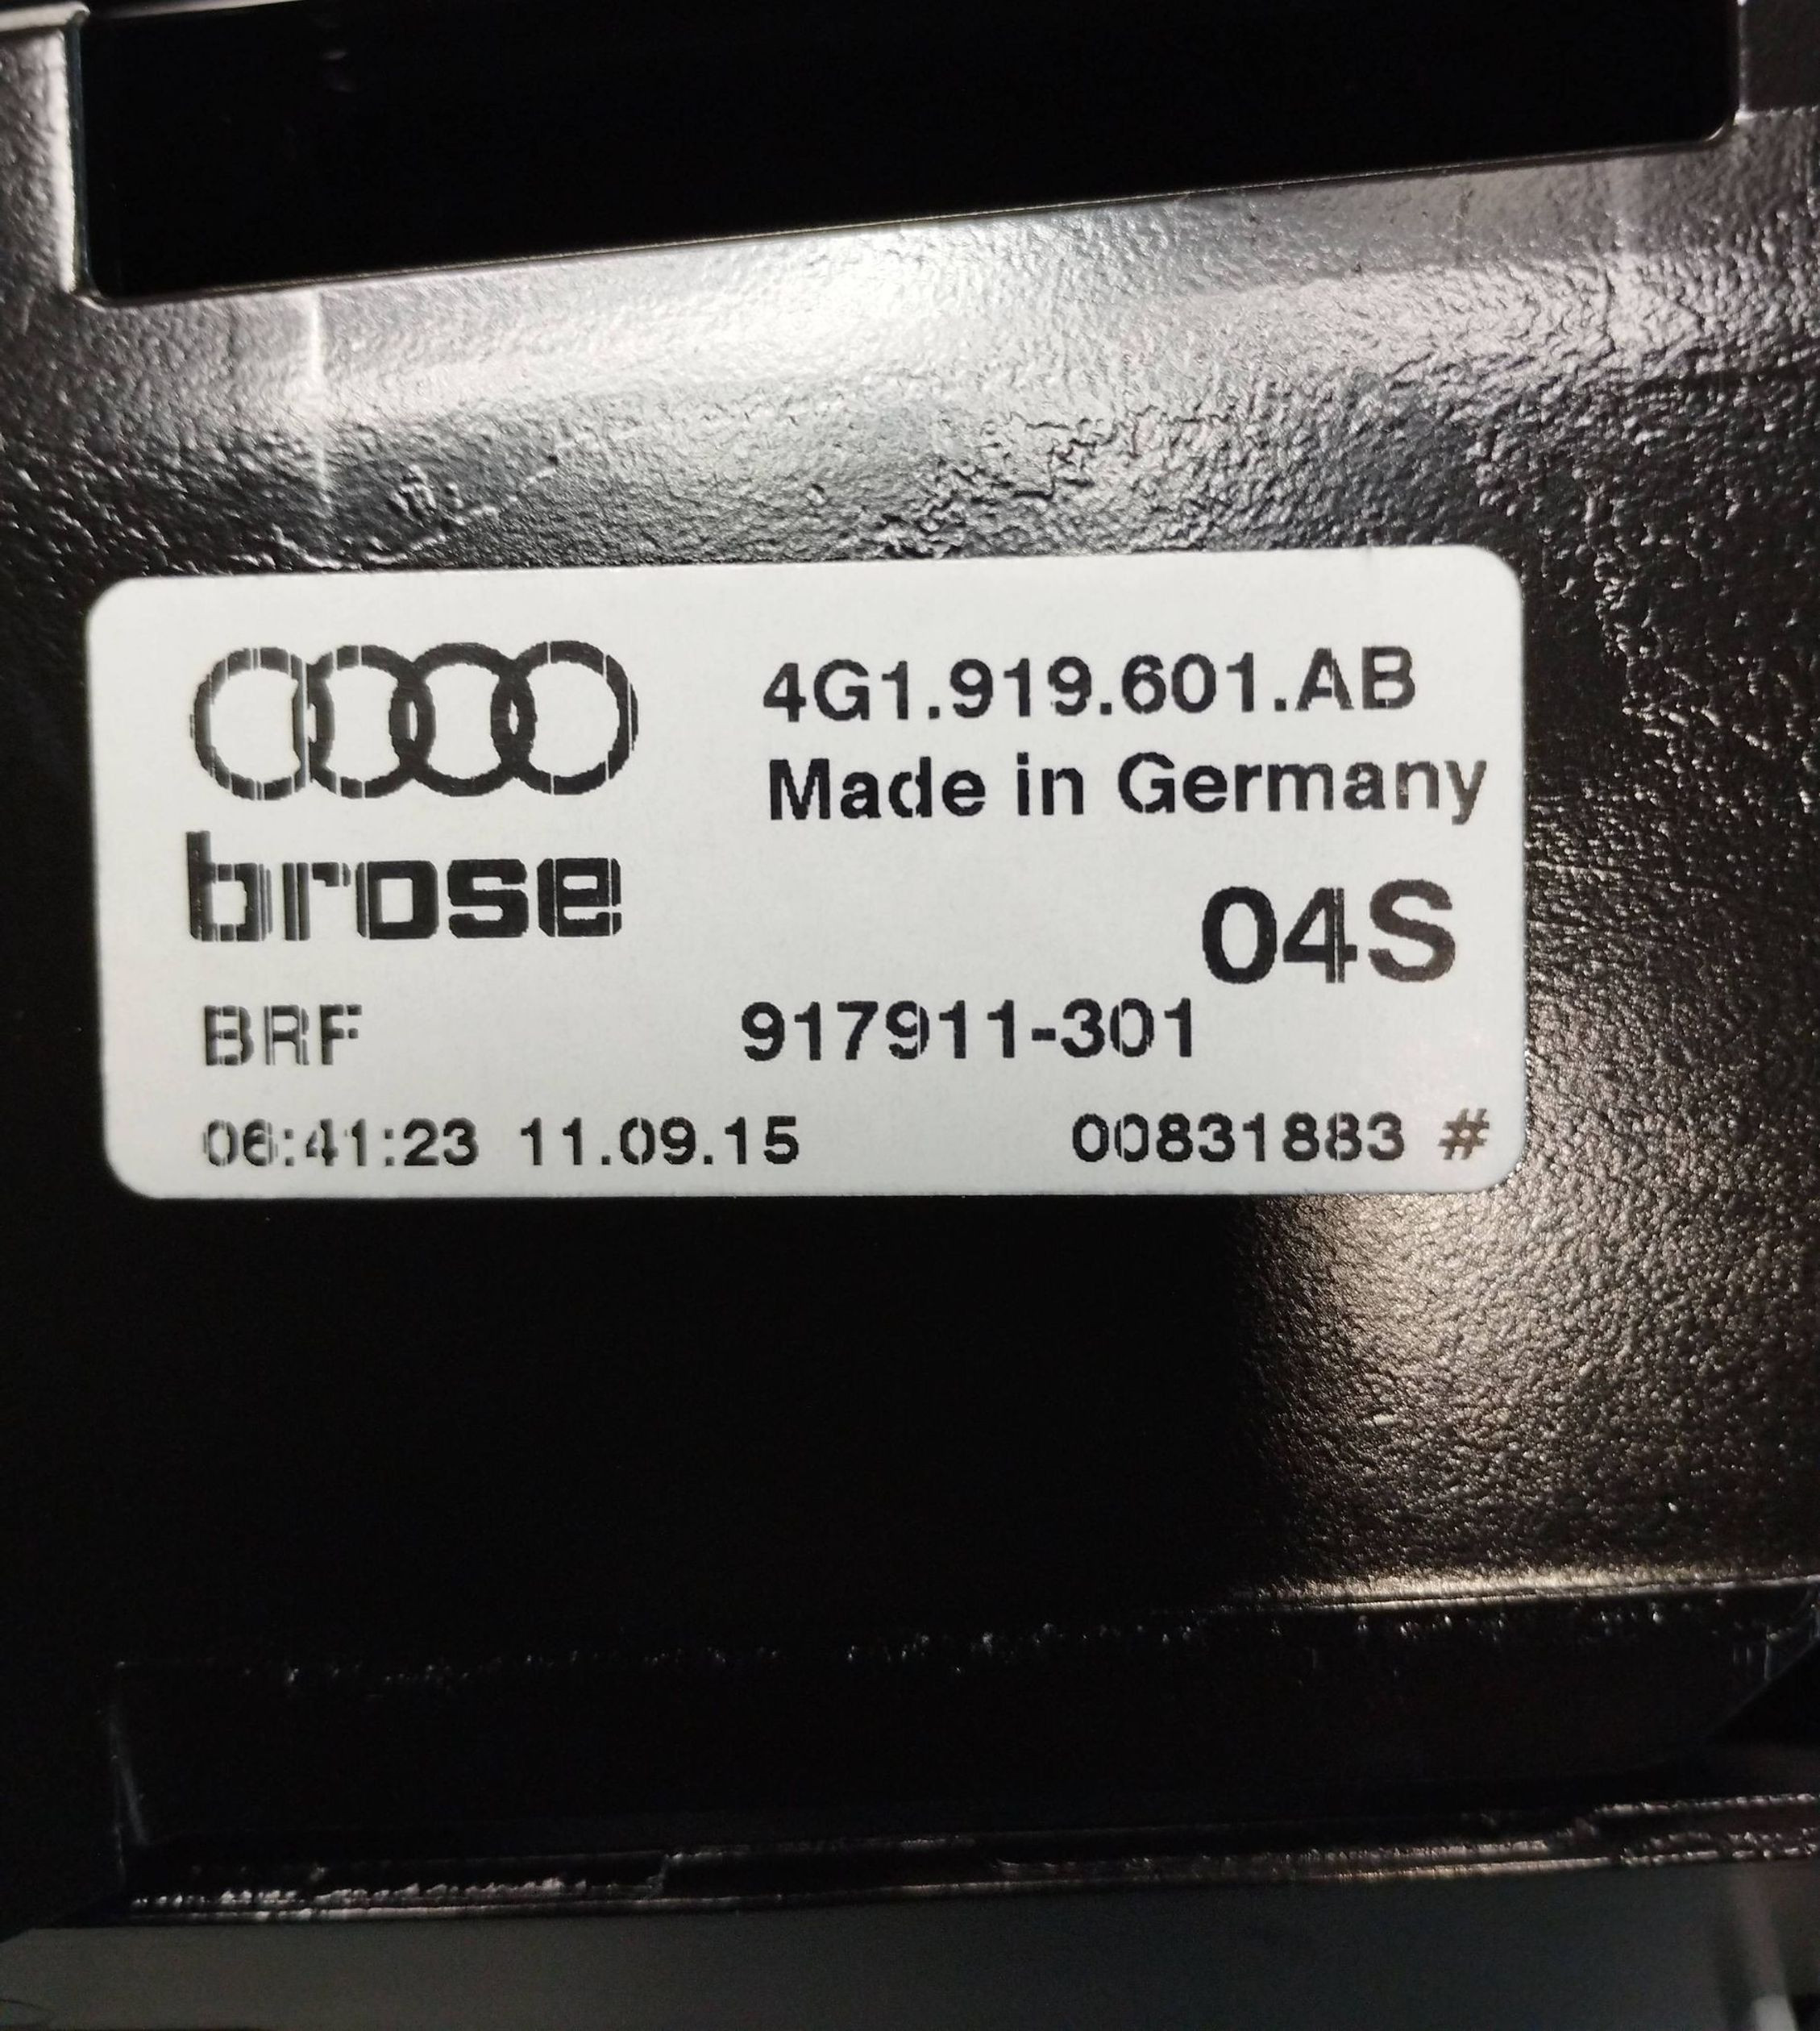 4G1.919.601.AB
Made in Germany
brose
04S
BRF 917911-301
06:41:23 11.09.15 00831883 #